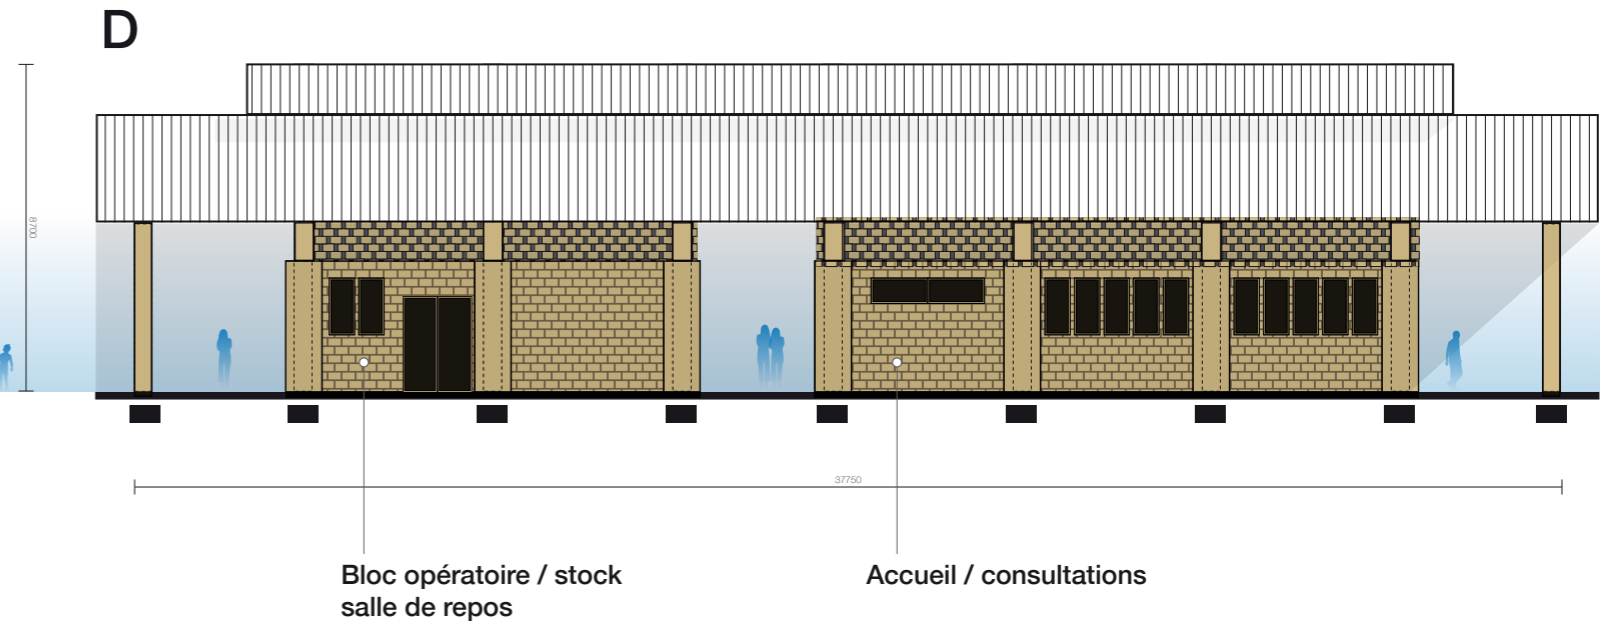 D
8700
37750
Bloc opératoire / stock
salle de repos
Accueil / consultations